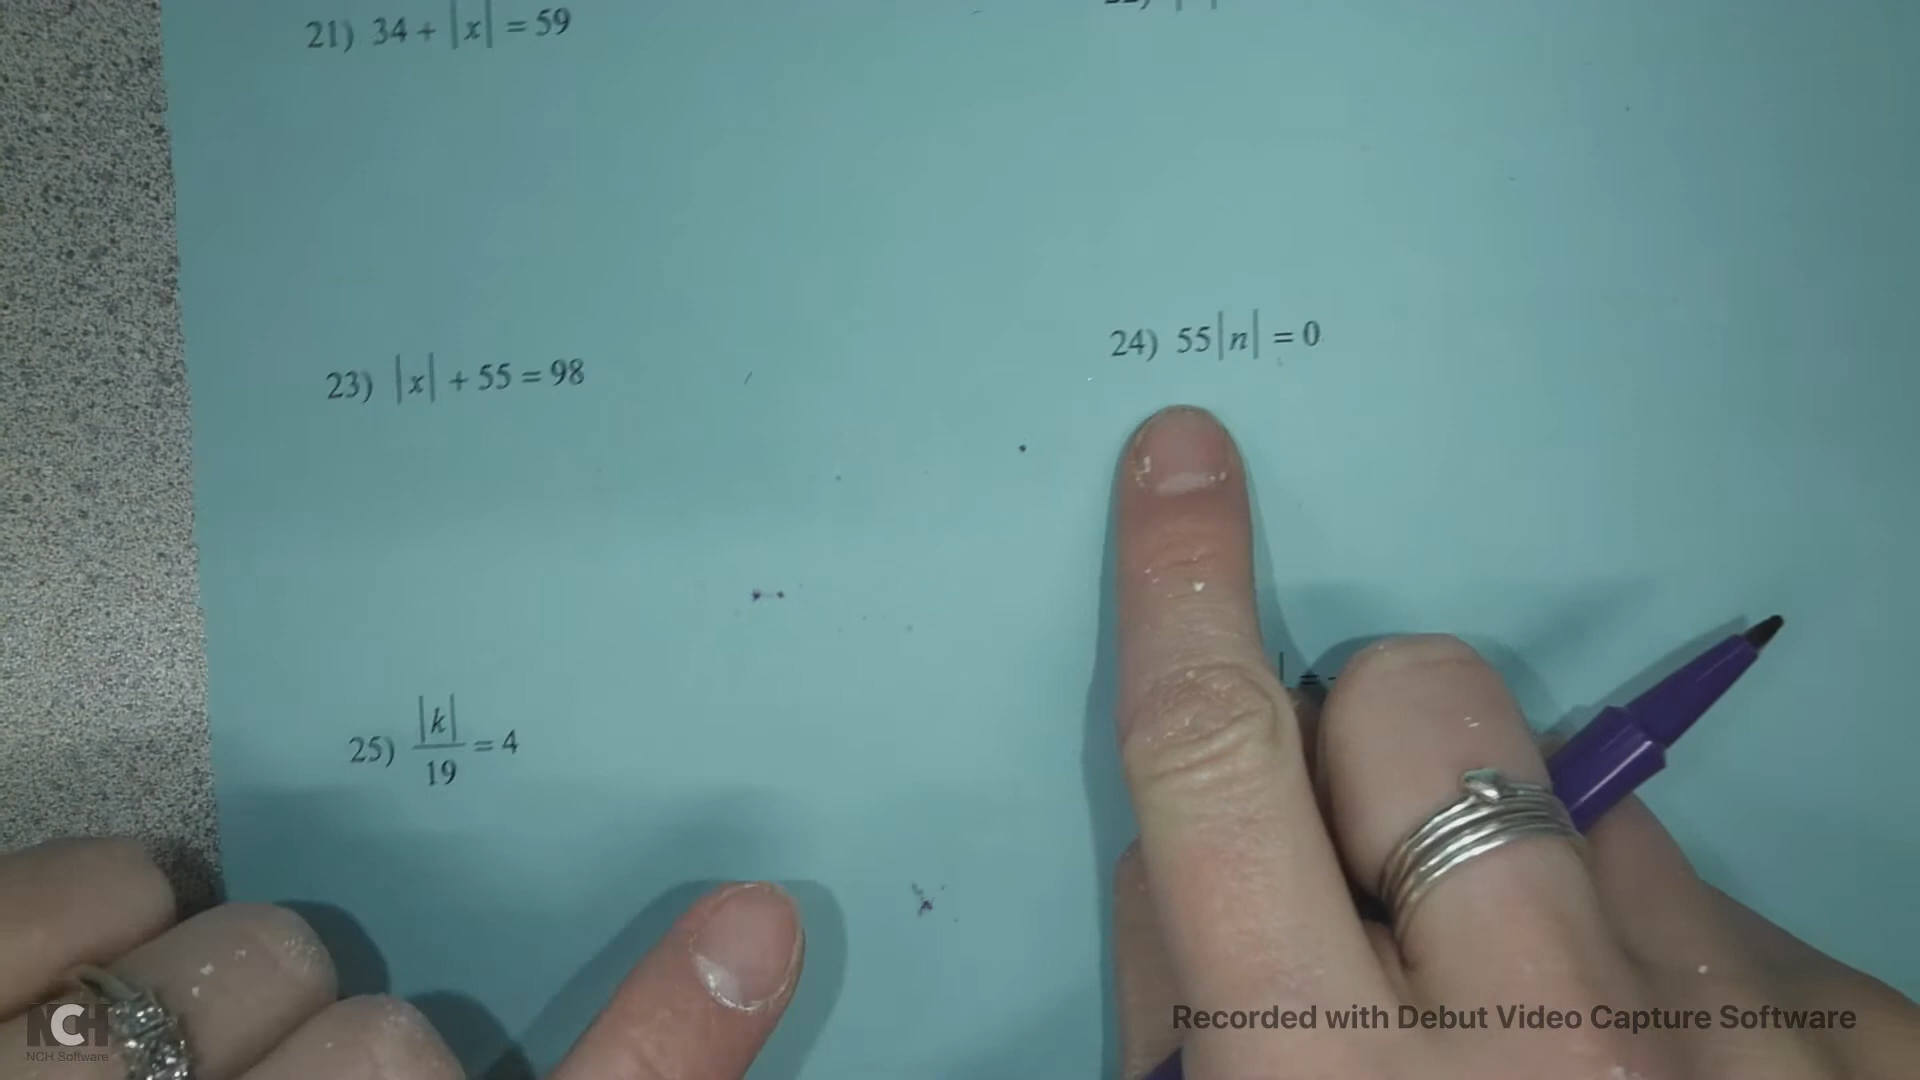 21) 34 + |x| = 59
23) |x| + 55 = 98
24) 55|n| = 0
25) |k|/19 = 4
Recorded with Debut Video Capture Software
NCH
NCH Software